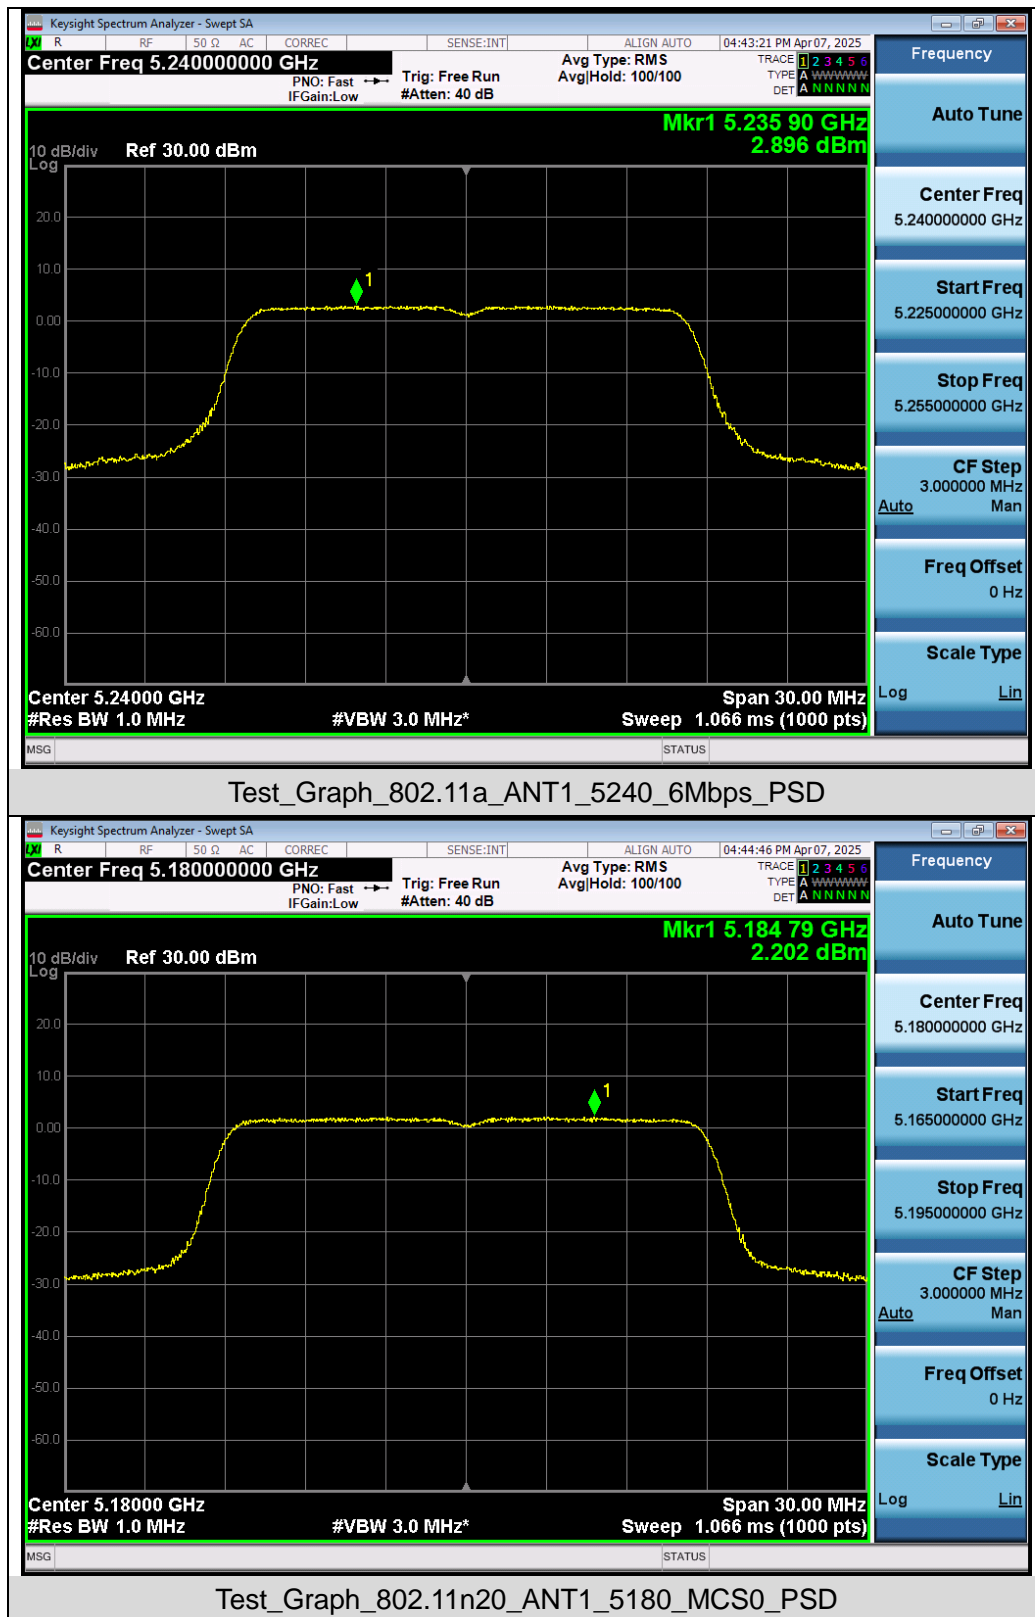 Keysight Spectrum Analyzer - Swept SA
LXI R RF 50 Ω AC CORREC SENSE:INT ALIGN AUTO 04:43:21 PM Apr 07, 2025
Center Freq 5.240000000 GHz
PNO: Fast
IFGain:Low
Trig: Free Run
#Atten: 40 dB
Avg Type: RMS
Avg|Hold: 100/100
TRACE 1 2 3 4 5 6
TYPE A WWWWW
DET A N N N N N
Mkr1 5.235 90 GHz
2.896 dBm
10 dB/div
Log
Ref 30.00 dBm
20.0
10.0
0.00
-10.0
-20.0
-30.0
-40.0
-50.0
-60.0
1
Center 5.24000 GHz
#Res BW 1.0 MHz
#VBW 3.0 MHz*
Span 30.00 MHz
Sweep 1.066 ms (1000 pts)
MSG
STATUS
Frequency
Auto Tune
Center Freq
5.240000000 GHz
Start Freq
5.225000000 GHz
Stop Freq
5.255000000 GHz
CF Step
3.000000 MHz
Auto Man
Freq Offset
0 Hz
Scale Type
Log Lin
Test_Graph_802.11a_ANT1_5240_6Mbps_PSD
Keysight Spectrum Analyzer - Swept SA
LXI R RF 50 Ω AC CORREC SENSE:INT ALIGN AUTO 04:44:46 PM Apr 07, 2025
Center Freq 5.180000000 GHz
PNO: Fast
IFGain:Low
Trig: Free Run
#Atten: 40 dB
Avg Type: RMS
Avg|Hold: 100/100
TRACE 1 2 3 4 5 6
TYPE A WWWWW
DET A N N N N N
Mkr1 5.184 79 GHz
2.202 dBm
10 dB/div
Log
Ref 30.00 dBm
20.0
10.0
0.00
-10.0
-20.0
-30.0
-40.0
-50.0
-60.0
1
Center 5.18000 GHz
#Res BW 1.0 MHz
#VBW 3.0 MHz*
Span 30.00 MHz
Sweep 1.066 ms (1000 pts)
MSG
STATUS
Frequency
Auto Tune
Center Freq
5.180000000 GHz
Start Freq
5.165000000 GHz
Stop Freq
5.195000000 GHz
CF Step
3.000000 MHz
Auto Man
Freq Offset
0 Hz
Scale Type
Log Lin
Test_Graph_802.11n20_ANT1_5180_MCS0_PSD